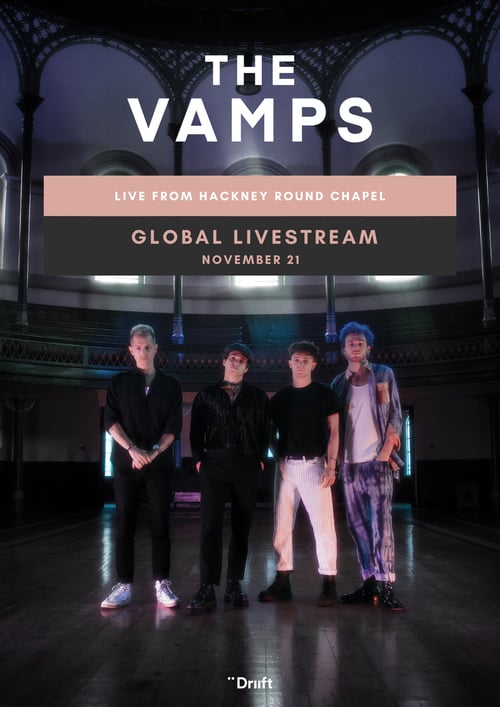 THE
VAMPS
LIVE FROM HACKNEY ROUND CHAPEL
GLOBAL LIVESTREAM
NOVEMBER 21
Driift